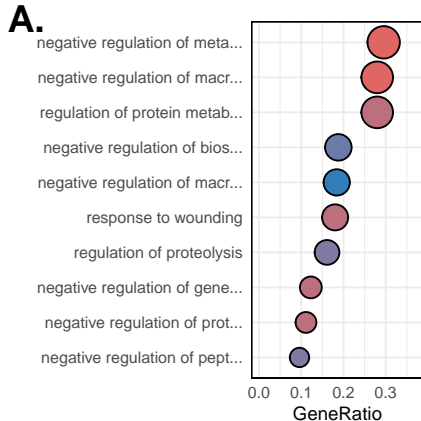 A.
negative regulation of meta...
negative regulation of macr...
regulation of protein metab...
negative regulation of bios...
negative regulation of macr...
response to wounding
regulation of proteolysis
negative regulation of gene...
negative regulation of prot...
negative regulation of pept...
0.0 0.1 0.2 0.3
GeneRatio